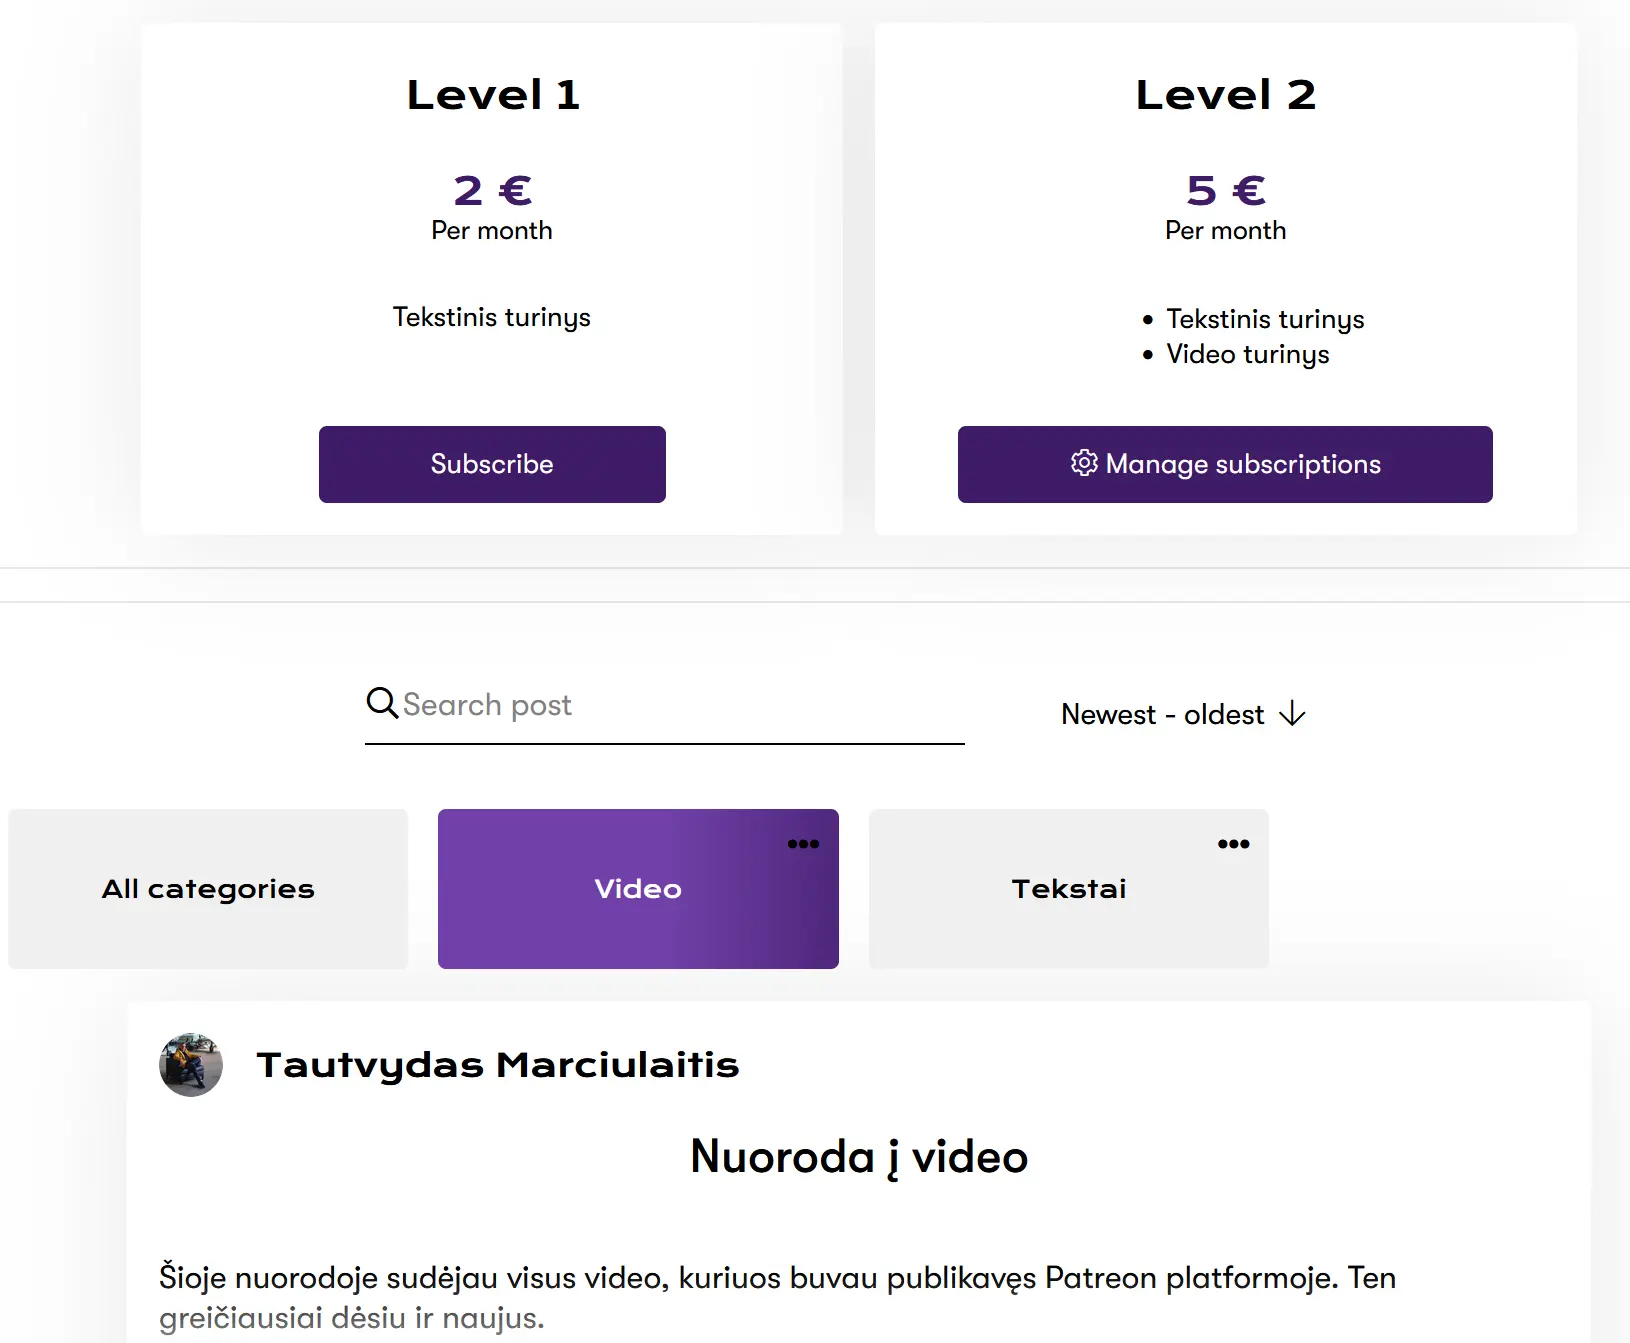 Level 1
2 €
Per month
Tekstinis turinys
Subscribe
Level 2
5 €
Per month
• Tekstinis turinys
• Video turinys
Manage subscriptions
Search post
Newest - oldest
All categories
Video
Tekstai
Tautvydas Marciulaitis
Nuoroda į video
Šioje nuorodoje sudėjau visus video, kuriuos buvau publikavęs Patreon platformoje. Ten
greičiausiai dėsiu ir naujus.